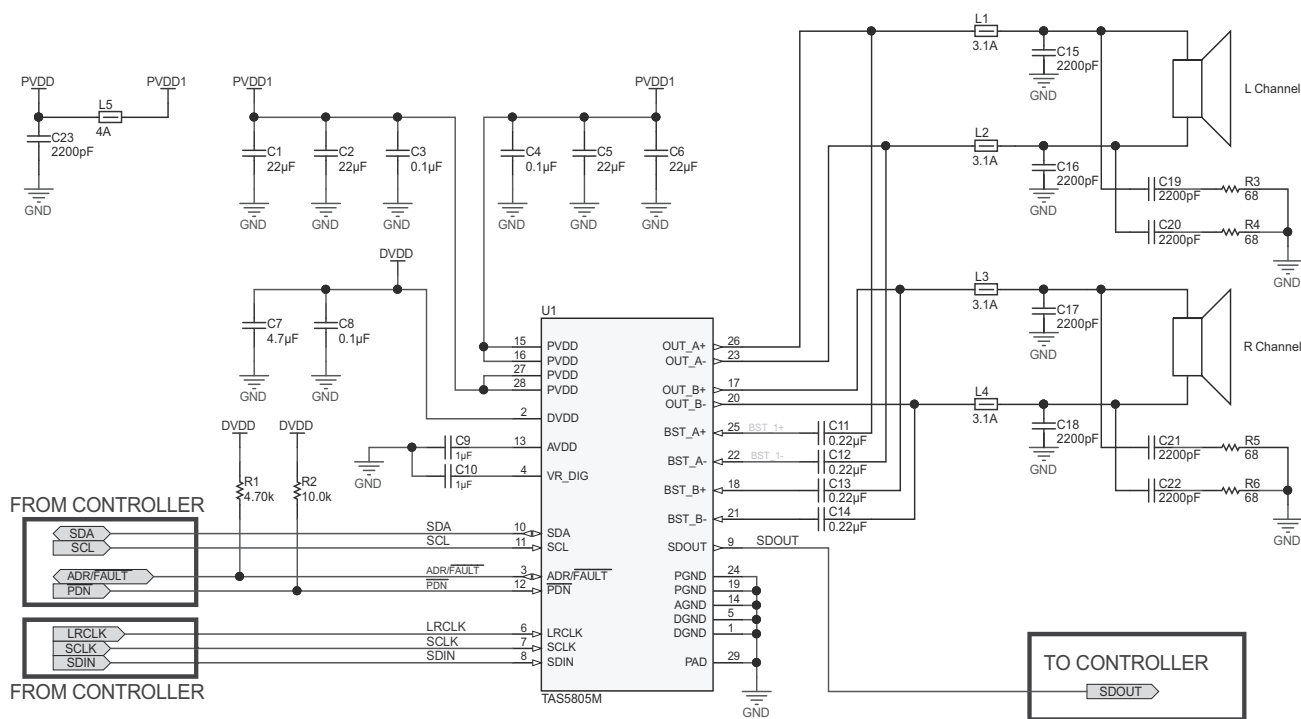 L1
3.1A
C15
2200pF
GND
L Channel
PVDD
PVDD1
L5
4A
C23
2200pF
GND
PVDD1
C1
22µF
C2
22µF
C3
0.1µF
GND
GND
GND
PVDD1
C4
0.1µF
C5
22µF
C6
22µF
GND
GND
GND
L2
3.1A
C16
2200pF
GND
C19
2200pF
R3
68
C20
2200pF
R4
68
GND
DVDD
C7
4.7µF
C8
0.1µF
GND
GND
L3
3.1A
C17
2200pF
GND
R Channel
L4
3.1A
C18
2200pF
GND
C21
2200pF
R5
68
C22
2200pF
R6
68
GND
U1
15 PVDD
16 PVDD
27 PVDD
28 PVDD
2 DVDD
13 AVDD
4 VR_DIG
10 SDA
11 SCL
3 ADR/FAULT
12 PDN
6 LRCLK
7 SCLK
8 SDIN
OUT_A+ 26
OUT_A- 23
OUT_B+ 17
OUT_B- 20
BST_A+ 25
BST_A- 22
BST_B+ 18
BST_B- 21
SDOUT 9
PGND 24
PGND 19
AGND 14
DGND 5
DGND 1
PAD 29
TAS5805M
GND
BST_1+
C11
0.22µF
BST_1-
C12
0.22µF
C13
0.22µF
C14
0.22µF
SDOUT
C9
1µF
C10
1µF
GND
DVDD
DVDD
R1
4.70k
R2
10.0k
FROM CONTROLLER
SDA
SCL
ADR/FAULT
PDN
SDA
SCL
ADR/FAULT
PDN
LRCLK
SCLK
SDIN
LRCLK
SCLK
SDIN
FROM CONTROLLER
TO CONTROLLER
SDOUT